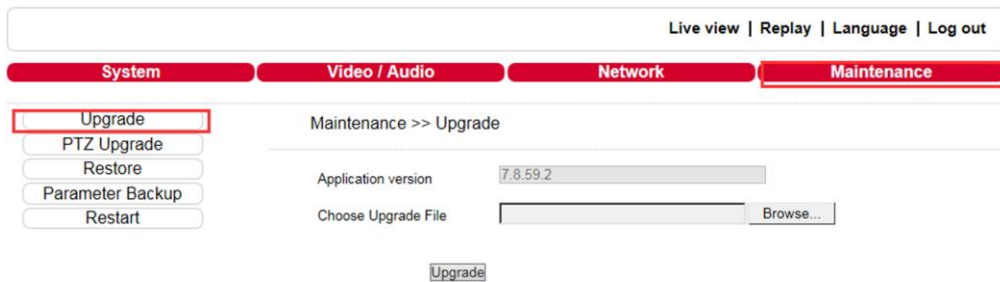 Live view | Replay | Language | Log out
System Video / Audio Network Maintenance
Upgrade
PTZ Upgrade
Restore
Parameter Backup
Restart
Maintenance >> Upgrade
Application version 7.8.59.2
Choose Upgrade File Browse...
Upgrade